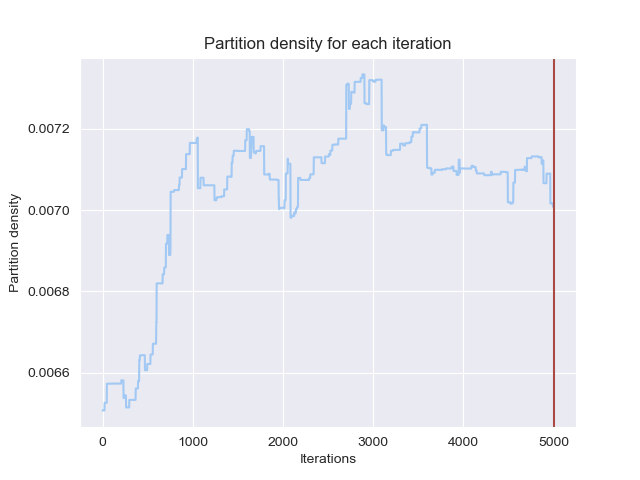 Partition density for each iteration
Partition density
0.0072
0.0070
0.0068
0.0066
0 1000 2000 3000 4000 5000
Iterations